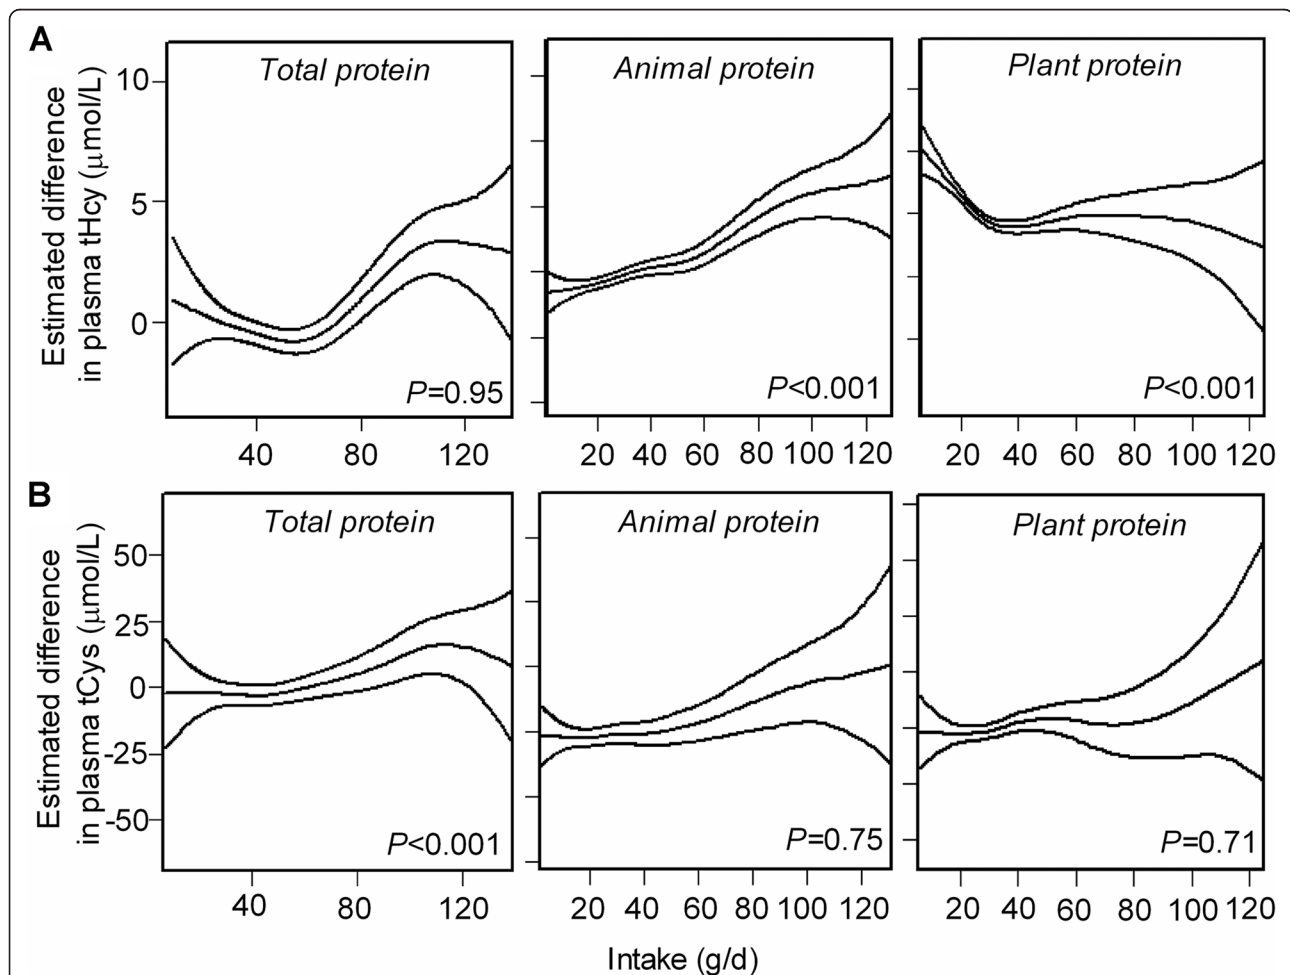 A
Estimated difference
in plasma tHcy (μmol/L)
10
5
0
Total protein
P=0.95
40 80 120
Animal protein
P<0.001
20 40 60 80 100 120
Plant protein
P<0.001
20 40 60 80 100 120
B
Estimated difference
in plasma tCys (μmol/L)
50
25
0
-25
-50
Total protein
P<0.001
40 80 120
Animal protein
P=0.75
20 40 60 80 100 120
Plant protein
P=0.71
20 40 60 80 100 120
Intake (g/d)